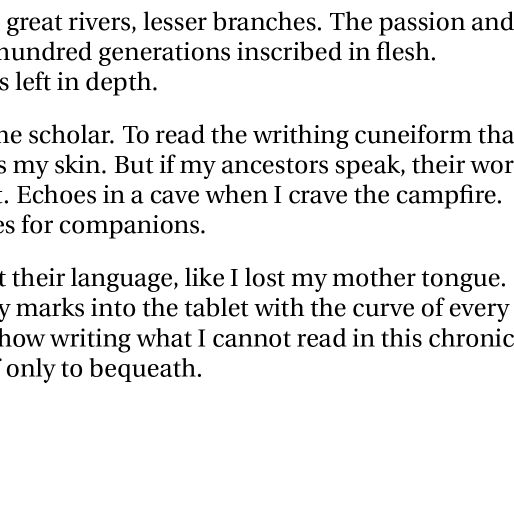 great rivers, lesser branches. The passion and
hundred generations inscribed in flesh.
s left in depth.
ne scholar. To read the writhing cuneiform tha
s my skin. But if my ancestors speak, their wor
t. Echoes in a cave when I crave the campfire.
es for companions.
t their language, like I lost my mother tongue.
y marks into the tablet with the curve of every
how writing what I cannot read in this chronic
f only to bequeath.